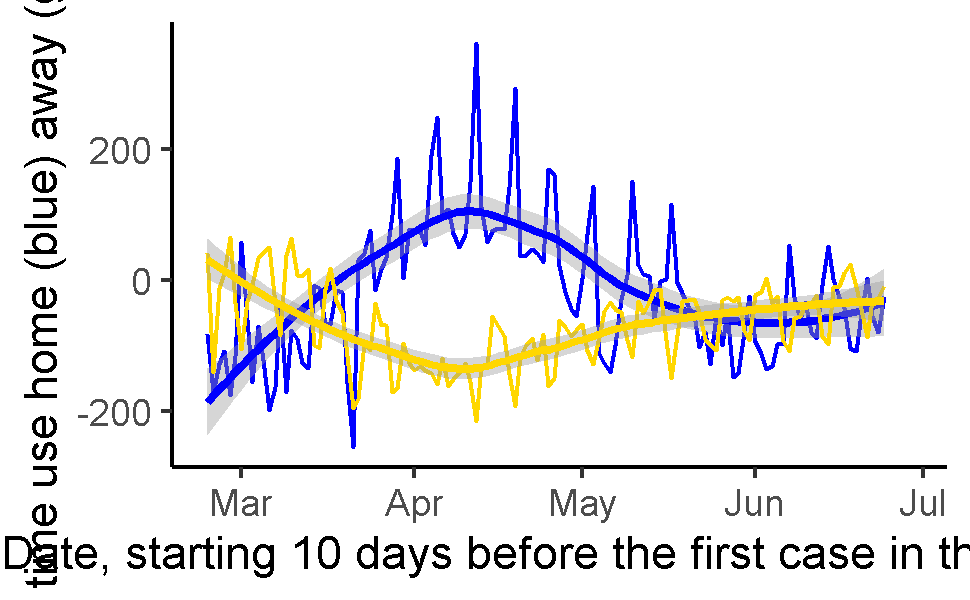 time use home (blue) away (
200
0
-200
Mar Apr May Jun Jul
Date, starting 10 days before the first case in